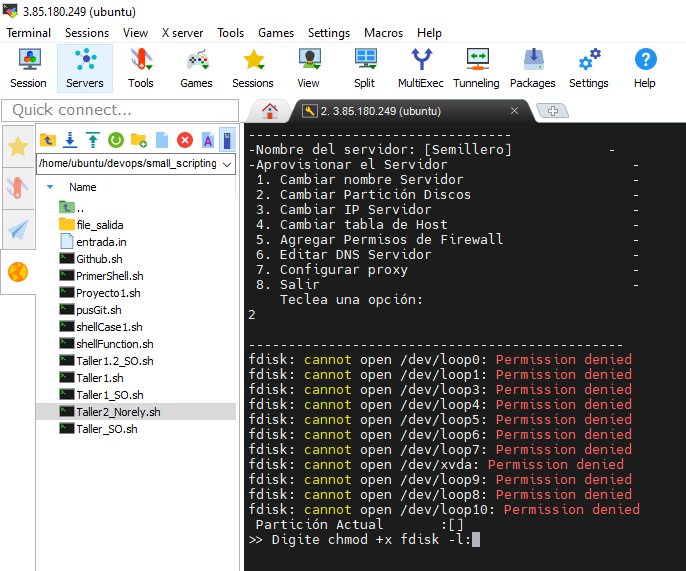 3.85.180.249 (ubuntu)
Terminal Sessions View X server Tools Games Settings Macros Help
Session Servers Tools Games Sessions View Split MultiExec Tunneling Packages Settings Help
Quick connect...
2. 3.85.180.249 (ubuntu)
/home/ubuntu/devops/small_scripting
Name
..
file_salida
entrada.in
Github.sh
PrimerShell.sh
Proyecto1.sh
pusGit.sh
shellCase1.sh
shellFunction.sh
Taller1.2_SO.sh
Taller1.sh
Taller1_SO.sh
Taller2_Norely.sh
Taller_SO.sh
--------------------------------
-Nombre del servidor: [Semillero] -
-Aprovisionar el Servidor -
1. Cambiar nombre Servidor -
2. Cambiar Partición Discos -
3. Cambiar IP Servidor -
4. Cambiar tabla de Host -
5. Agregar Permisos de Firewall -
6. Editar DNS Servidor -
7. Configurar proxy -
8. Salir -
Teclea una opción:
2
----------------------------------------------
fdisk: cannot open /dev/loop0: Permission denied
fdisk: cannot open /dev/loop1: Permission denied
fdisk: cannot open /dev/loop3: Permission denied
fdisk: cannot open /dev/loop4: Permission denied
fdisk: cannot open /dev/loop5: Permission denied
fdisk: cannot open /dev/loop6: Permission denied
fdisk: cannot open /dev/loop7: Permission denied
fdisk: cannot open /dev/xvda: Permission denied
fdisk: cannot open /dev/loop9: Permission denied
fdisk: cannot open /dev/loop8: Permission denied
fdisk: cannot open /dev/loop10: Permission denied
Partición Actual :[]
>> Digite chmod +x fdisk -l: